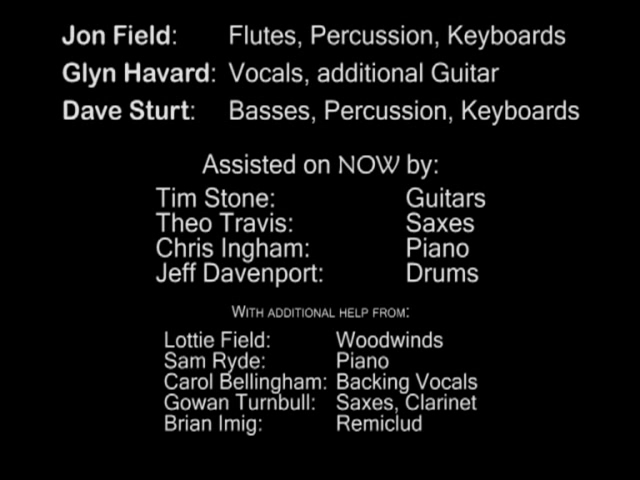 Jon Field: Flutes, Percussion, Keyboards
Glyn Havard: Vocals, additional Guitar
Dave Sturt: Basses, Percussion, Keyboards
Assisted on NOW by:
Tim Stone: Guitars
Theo Travis: Saxes
Chris Ingham: Piano
Jeff Davenport: Drums
WITH ADDITIONAL HELP FROM:
Lottie Field: Woodwinds
Sam Ryde: Piano
Carol Bellingham: Backing Vocals
Gowan Turnbull: Saxes, Clarinet
Brian Imig: Remiclud